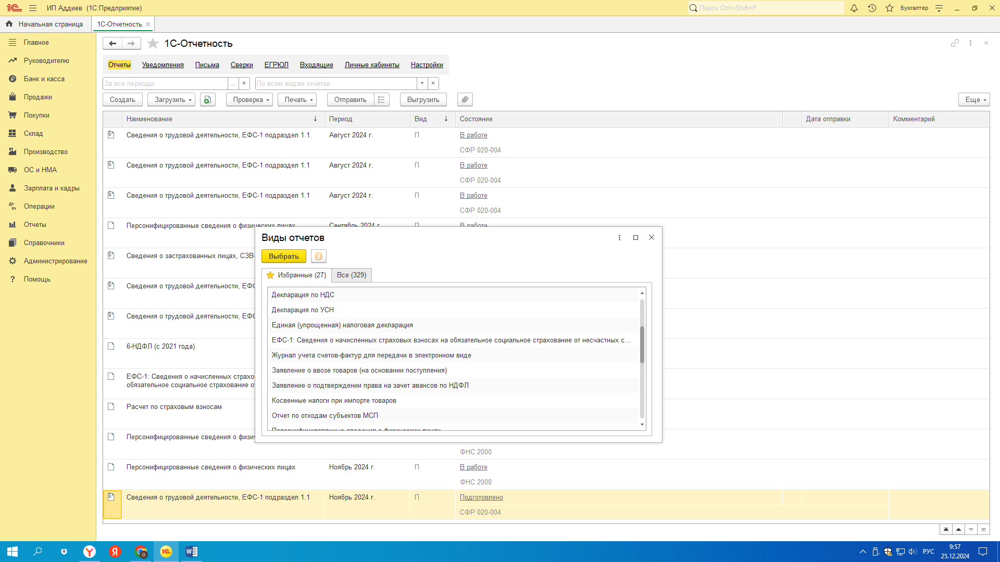 ИП Аддиев (1С:Предприятие)
Поиск Ctrl+Shift+F
Бухгалтер
Начальная страница
1С-Отчетность
Главное
Руководителю
Банк и касса
Продажи
Покупки
Склад
Производство
ОС и НМА
Зарплата и кадры
Операции
Отчеты
Справочники
Администрирование
Помощь
1С-Отчетность
Отчеты Уведомления Письма Сверки ЕГРЮЛ Входящие Личные кабинеты Настройки
За все периоды ... По всем видам отчетов
Создать Загрузить Проверка Печать Отправить Выгрузить Еще
Наименование Период Вид Состояние Дата отправки Комментарий
Сведения о трудовой деятельности, ЕФС-1 подраздел 1.1 Август 2024 г. П В работе
СФР 020-004
Сведения о трудовой деятельности, ЕФС-1 подраздел 1.1 Август 2024 г. П В работе
СФР 020-004
Сведения о трудовой деятельности, ЕФС-1 подраздел 1.1 Август 2024 г. П В работе
СФР 020-004
Персонифицированные сведения о физических лицах Сентябрь 2024 г. П В работе
Сведения о застрахованных лицах, СЗВ-
Сведения о трудовой деятельности, ЕФС
Сведения о трудовой деятельности, ЕФС
6-НДФЛ (с 2021 года)
ЕФС-1: Сведения о начисленных страхо
обязательное социальное страхование от
Расчет по страховым взносам
Персонифицированные сведения о физи
ФНС 2000
Персонифицированные сведения о физических лицах Ноябрь 2024 г. П В работе
ФНС 2000
Сведения о трудовой деятельности, ЕФС-1 подраздел 1.1 Ноябрь 2024 г. П Подготовлено
СФР 020-004
Виды отчетов
Выбрать
Избранные (27) Все (329)
Декларация по НДС
Декларация по УСН
Единая (упрощенная) налоговая декларация
ЕФС-1: Сведения о начисленных страховых взносах на обязательное социальное страхование от несчастных с...
Журнал учета счетов-фактур для передачи в электронном виде
Заявление о ввозе товаров (на основании поступления)
Заявление о подтверждении права на зачет авансов по НДФЛ
Косвенные налоги при импорте товаров
Отчет по отходам субъектов МСП
Персонифицированные сведения о физических лицах
РУС
9:57
25.12.2024